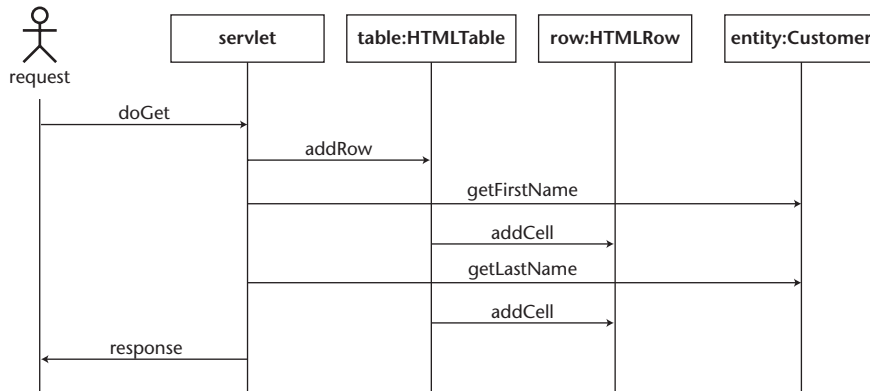 servlet
table:HTMLTable
row:HTMLRow
entity:Customer
request
doGet
addRow
getFirstName
addCell
getLastName
addCell
response